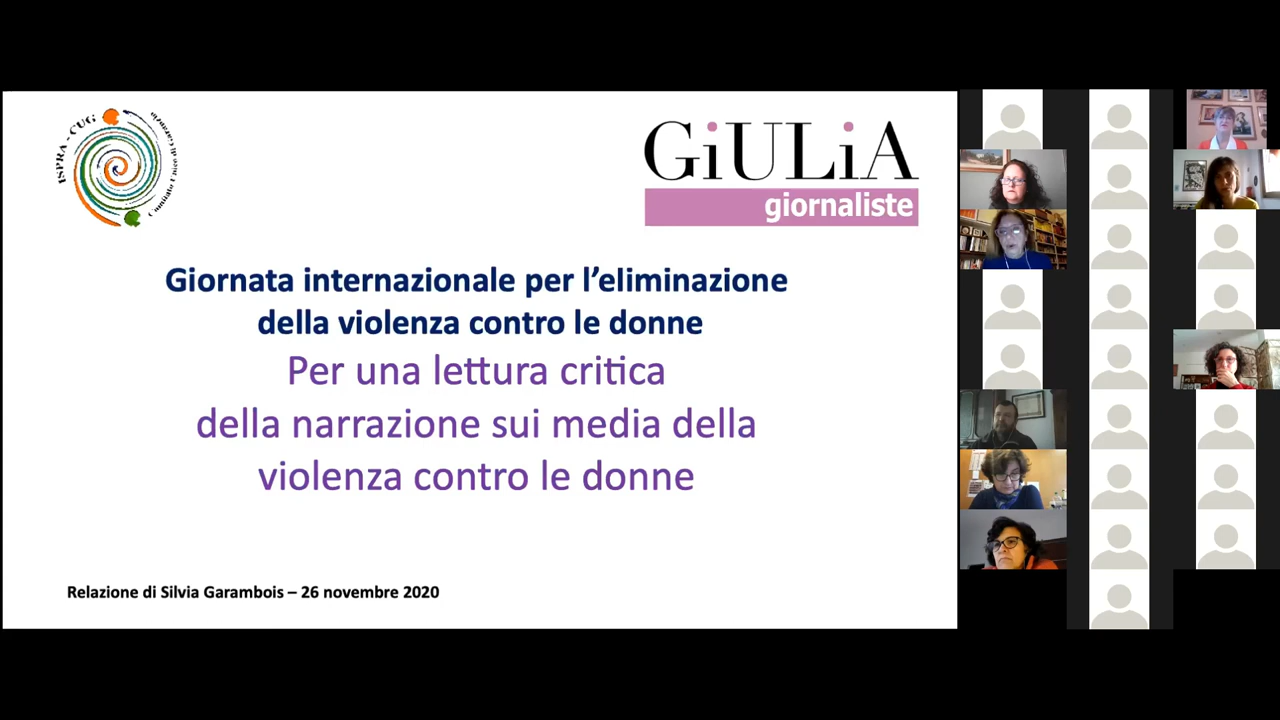 ISPRA - CUG
GiULiA
giornaliste
Giornata internazionale per l’eliminazione
della violenza contro le donne
Per una lettura critica
della narrazione sui media della
violenza contro le donne
Relazione di Silvia Garambois – 26 novembre 2020